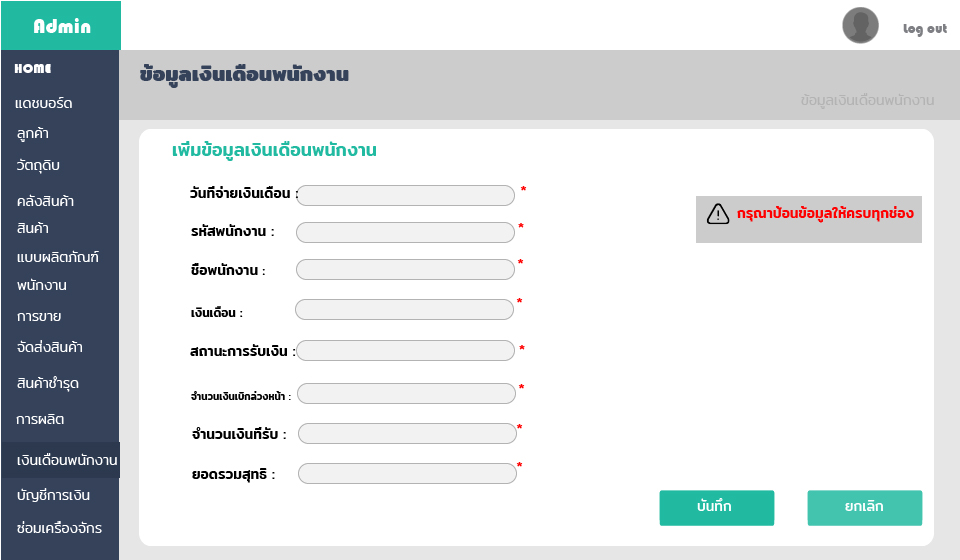 Admin
Log out
HOME
ข้อมูลเงินเดือนพนักงาน
ข้อมูลเงินเดือนพนักงาน
แดชบอร์ด
ลูกค้า
วัตถุดิบ
คลังสินค้า
สินค้า
แบบผลิตภัณฑ์
พนักงาน
การขาย
จัดส่งสินค้า
สินค้าชำรุด
การผลิต
เงินเดือนพนักงาน
บัญชีการเงิน
ซ่อมเครื่องจักร
เพิ่มข้อมูลเงินเดือนพนักงาน
วันที่จ่ายเงินเดือน : *
รหัสพนักงาน : *
ชื่อพนักงาน : *
เงินเดือน : *
สถานะการรับเงิน : *
จำนวนเงินเบิกล่วงหน้า : *
จำนวนเงินที่รับ : *
ยอดรวมสุทธิ : *
กรุณาป้อนข้อมูลให้ครบทุกช่อง
บันทึก
ยกเลิก